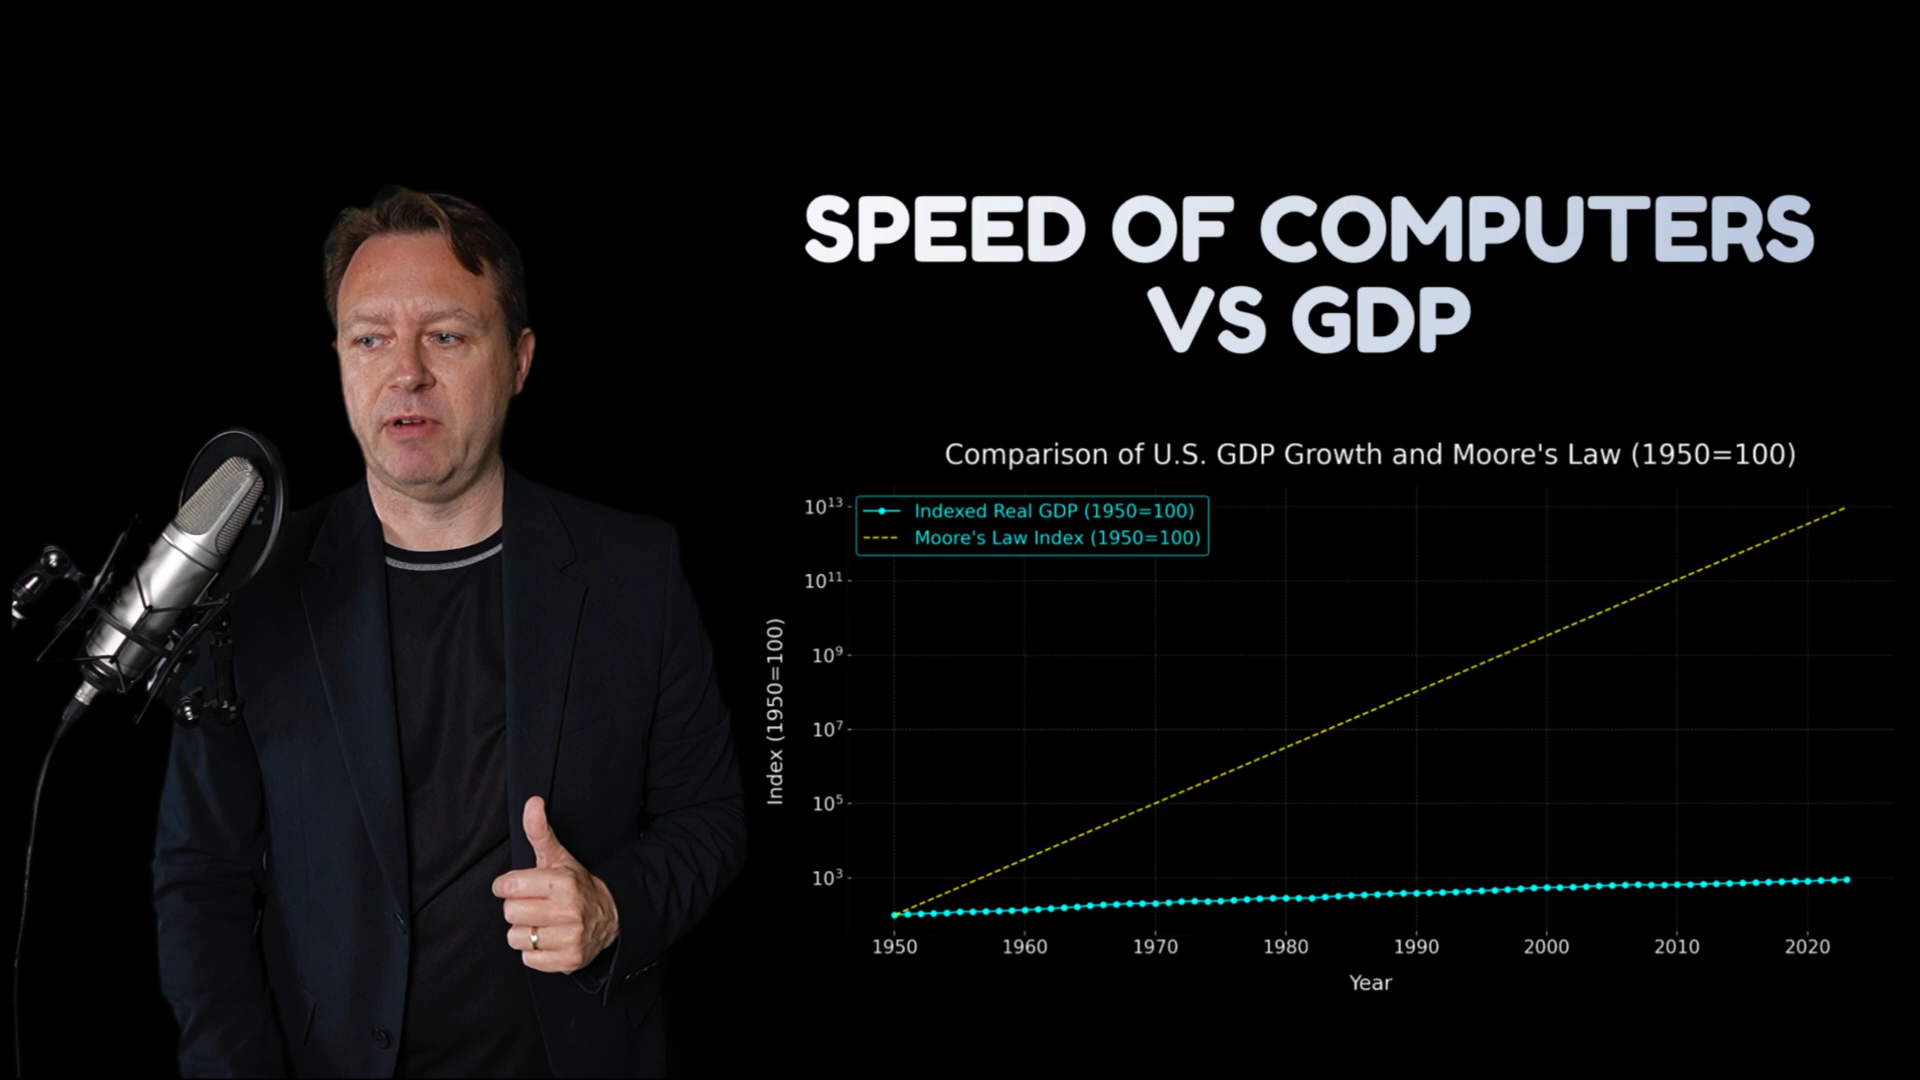 SPEED OF COMPUTERS
VS GDP
Comparison of U.S. GDP Growth and Moore's Law (1950=100)
Indexed Real GDP (1950=100)
Moore's Law Index (1950=100)
Index (1950=100)
10¹³
10¹¹
10⁹
10⁷
10⁵
10³
1950 1960 1970 1980 1990 2000 2010 2020
Year